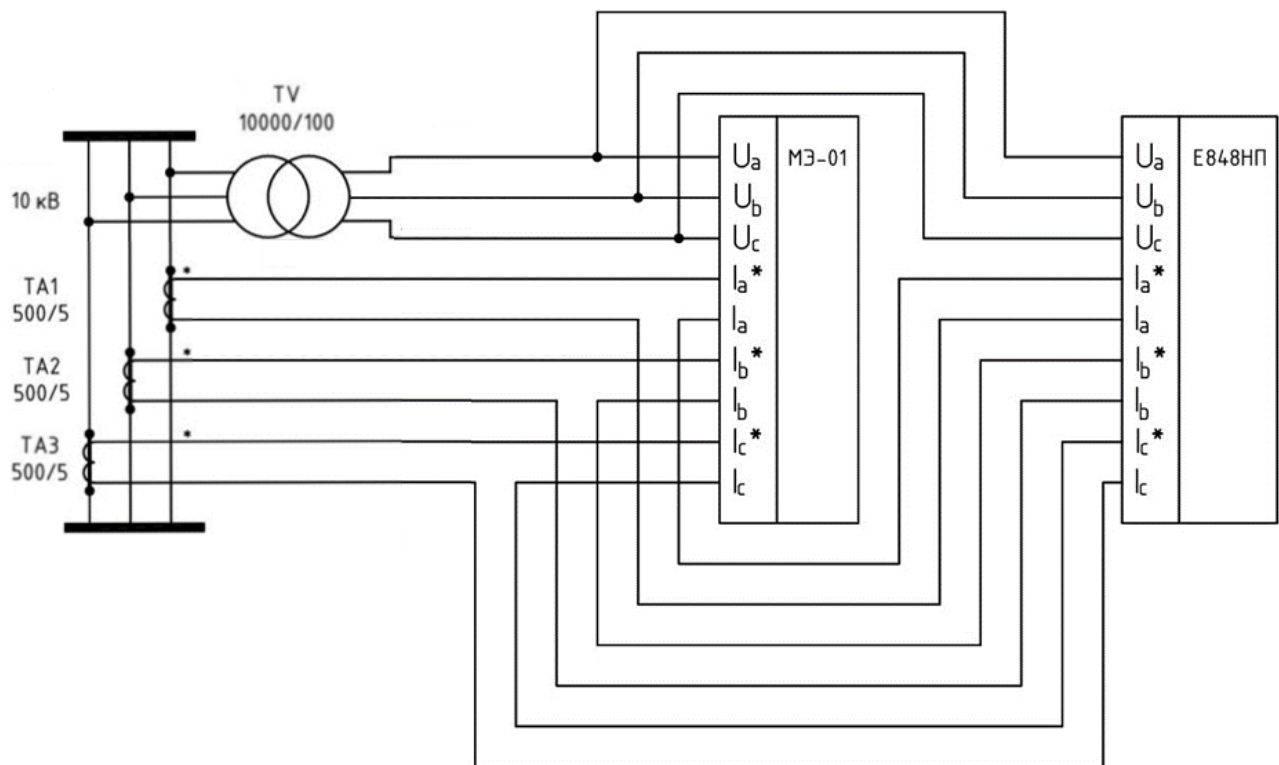 TV
10000/100
10 кВ
TA1
500/5
TA2
500/5
TA3
500/5
*
*
*
МЭ-01
Ua
Ub
Uc
Ia*
Ia
Ib*
Ib
Ic*
Ic
Е848НП
Ua
Ub
Uc
Ia*
Ia
Ib*
Ib
Ic*
Ic